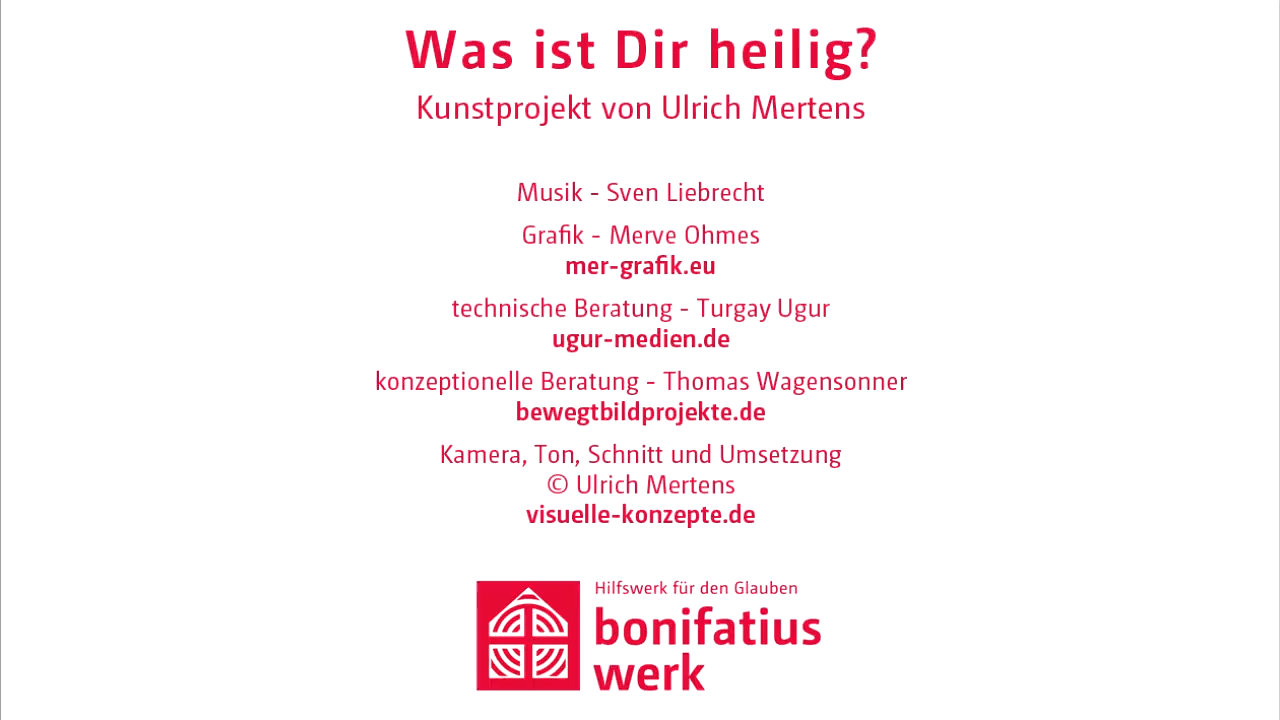 Was ist Dir heilig?
Kunstprojekt von Ulrich Mertens
Musik - Sven Liebrecht
Grafik - Merve Ohmes
mer-grafik.eu
technische Beratung - Turgay Ugur
ugur-medien.de
konzeptionelle Beratung - Thomas Wagensonner
bewegtbildprojekte.de
Kamera, Ton, Schnitt und Umsetzung
© Ulrich Mertens
visuelle-konzepte.de
Hilfswerk für den Glauben
bonifatius
werk